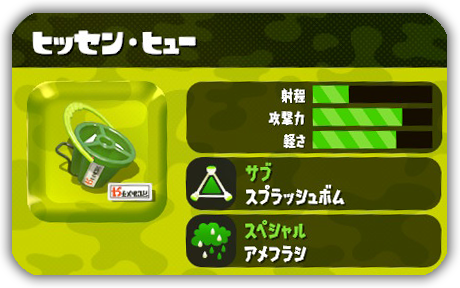 ヒッセン・ヒュー
射程
攻撃力
軽さ
サブ
スプラッシュボム
スペシャル
アメフラシ